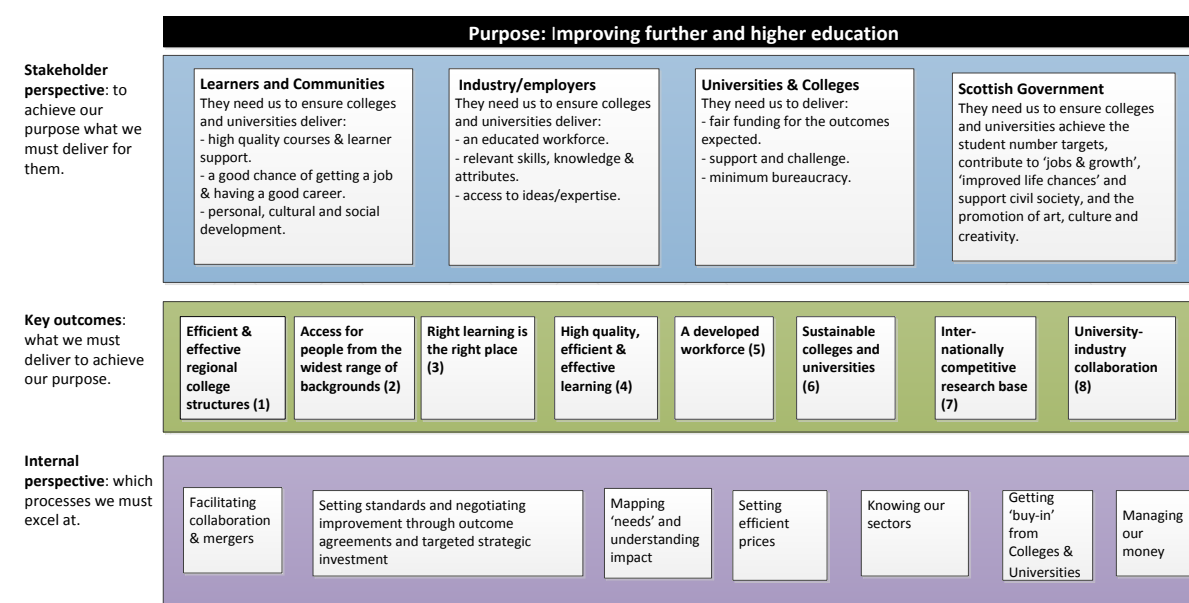 Purpose: Improving further and higher education
Stakeholder
perspective: to
achieve our
purpose what we
must deliver for
them.
Learners and Communities
They need us to ensure colleges
and universities deliver:
- high quality courses & learner
support.
- a good chance of getting a job
& having a good career.
- personal, cultural and social
development.
Industry/employers
They need us to ensure colleges
and universities deliver:
- an educated workforce.
- relevant skills, knowledge &
attributes.
- access to ideas/expertise.
Universities & Colleges
They need us to deliver:
- fair funding for the outcomes
expected.
- support and challenge.
- minimum bureaucracy.
Scottish Government
They need us to ensure colleges
and universities achieve the
student number targets,
contribute to ‘jobs & growth’,
‘improved life chances’ and
support civil society, and the
promotion of art, culture and
creativity.
Key outcomes:
what we must
deliver to achieve
our purpose.
Efficient &
effective
regional
college
structures (1)
Access for
people from the
widest range of
backgrounds (2)
Right learning is
the right place
(3)
High quality,
efficient &
effective
learning (4)
A developed
workforce (5)
Sustainable
colleges and
universities
(6)
Inter-
nationally
competitive
research base
(7)
University-
industry
collaboration
(8)
Internal
perspective: which
processes we must
excel at.
Facilitating
collaboration
& mergers
Setting standards and negotiating
improvement through outcome
agreements and targeted strategic
investment
Mapping
‘needs’ and
understanding
impact
Setting
efficient
prices
Knowing our
sectors
Getting
‘buy-in’
from
Colleges &
Universities
Managing
our
money